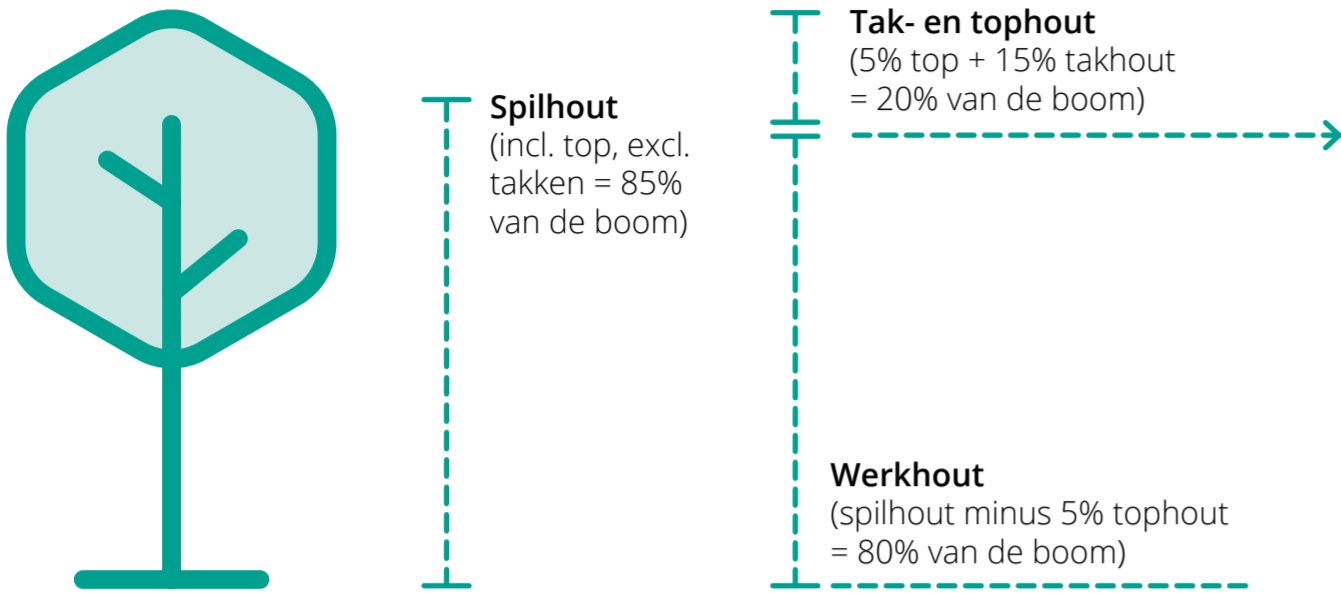 Spilhout
(incl. top, excl.
takken = 85%
van de boom)
Tak- en tophout
(5% top + 15% takhout
= 20% van de boom)
Werkhout
(spilhout minus 5% tophout
= 80% van de boom)